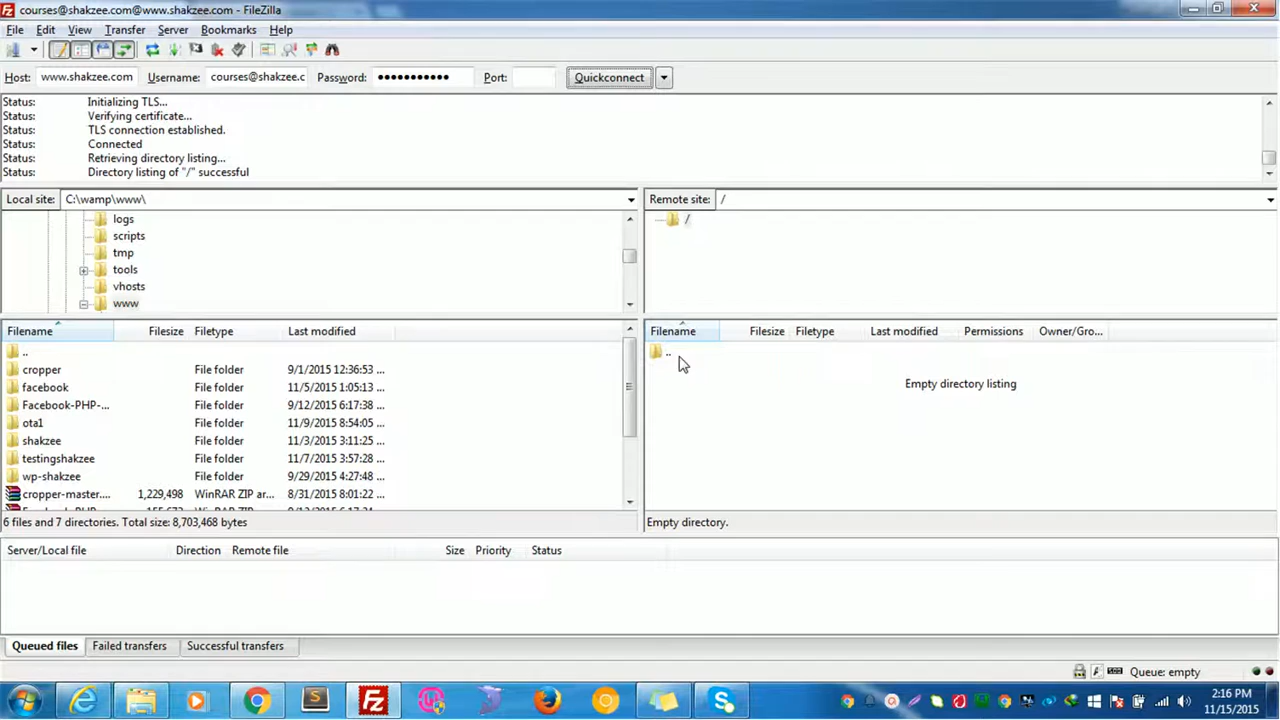 courses@shakzee.com@www.shakzee.com - FileZilla
File Edit View Transfer Server Bookmarks Help
Host: www.shakzee.com Username: courses@shakzee.c Password: ••••••••••• Port: Quickconnect
Status: Initializing TLS...
Status: Verifying certificate...
Status: TLS connection established.
Status: Connected
Status: Retrieving directory listing...
Status: Directory listing of "/" successful
Local site: C:\wamp\www\
Remote site: /
logs
scripts
tmp
tools
vhosts
www
/
Filename Filesize Filetype Last modified
..
cropper File folder 9/1/2015 12:36:53 ...
facebook File folder 11/5/2015 1:05:13 ...
Facebook-PHP-... File folder 9/12/2015 6:17:38 ...
ota1 File folder 11/9/2015 8:54:05 ...
shakzee File folder 11/3/2015 3:11:25 ...
testingshakzee File folder 11/7/2015 3:57:28 ...
wp-shakzee File folder 9/29/2015 4:27:48 ...
cropper-master.... 1,229,498 WinRAR ZIP ar... 8/31/2015 8:01:22 ...
6 files and 7 directories. Total size: 8,703,468 bytes
Filename Filesize Filetype Last modified Permissions Owner/Gro...
..
Empty directory listing
Empty directory.
Server/Local file Direction Remote file Size Priority Status
Queued files Failed transfers Successful transfers
Queue: empty
2:16 PM
11/15/2015